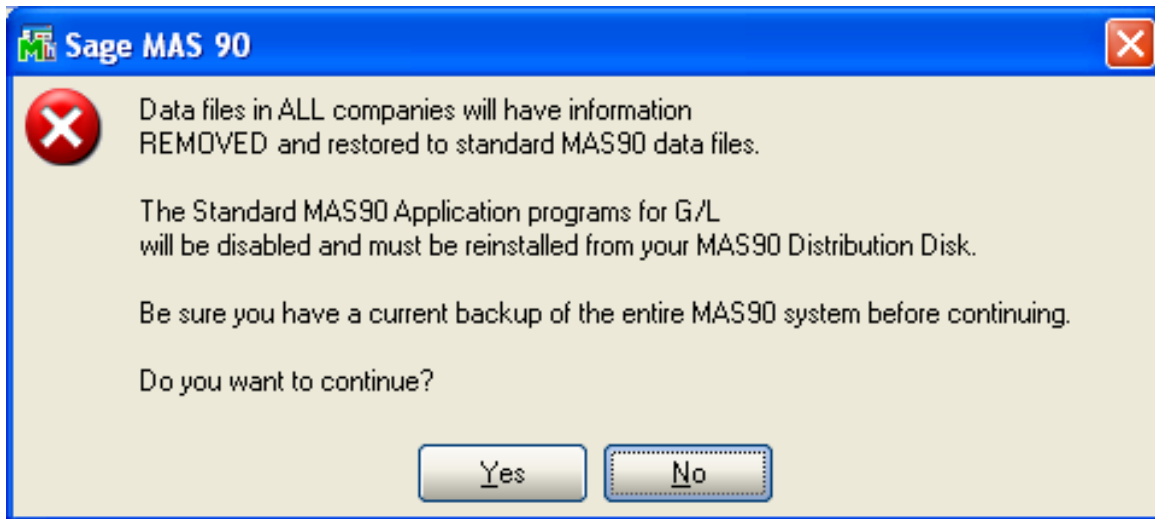 Sage MAS 90
Data files in ALL companies will have information
REMOVED and restored to standard MAS90 data files.
The Standard MAS90 Application programs for G/L
will be disabled and must be reinstalled from your MAS90 Distribution Disk.
Be sure you have a current backup of the entire MAS90 system before continuing.
Do you want to continue?
Yes
No